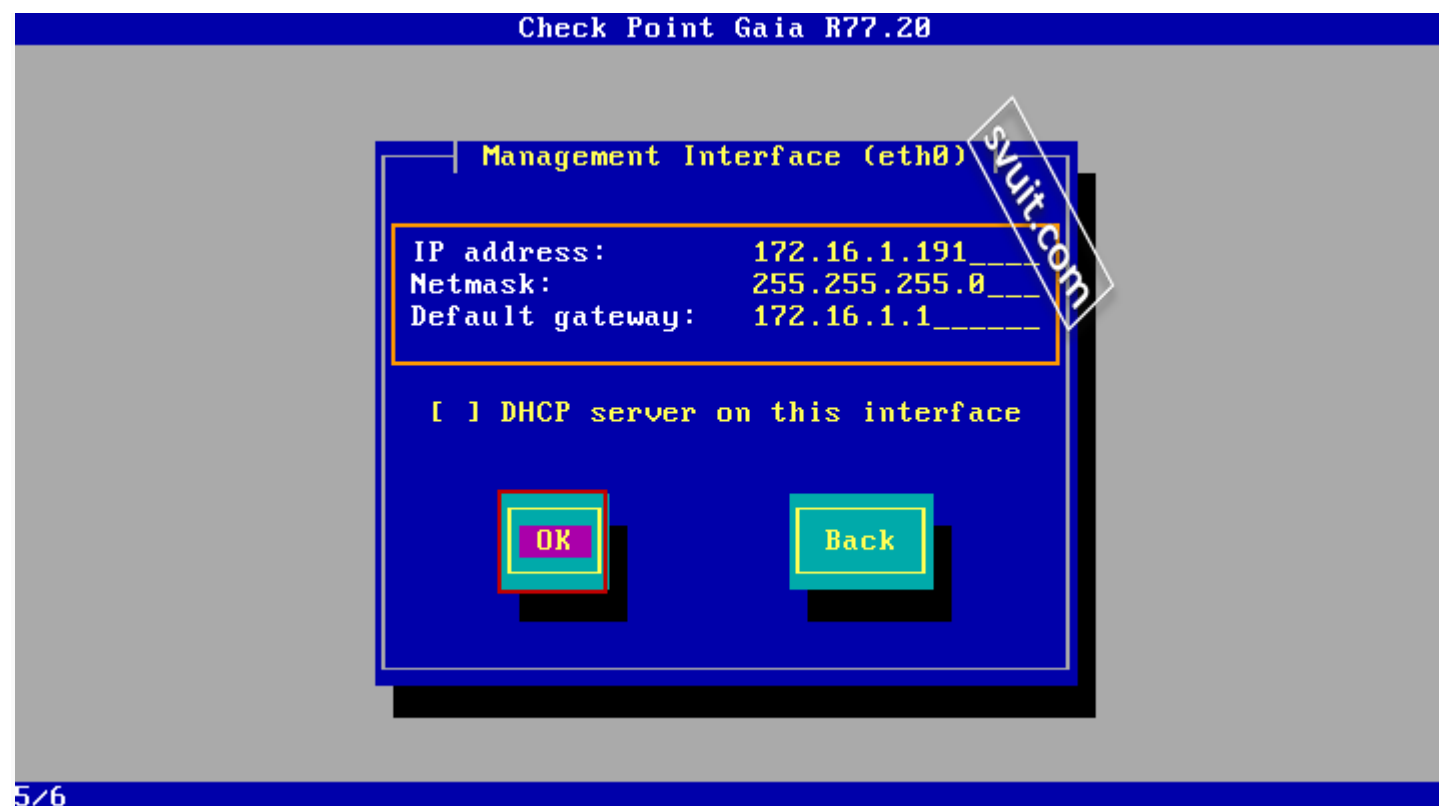 Check Point Gaia R77.20
Management Interface (eth0)
svuit.com
IP address: 172.16.1.191____
Netmask: 255.255.255.0___
Default gateway: 172.16.1.1______
[ ] DHCP server on this interface
OK Back
5/6